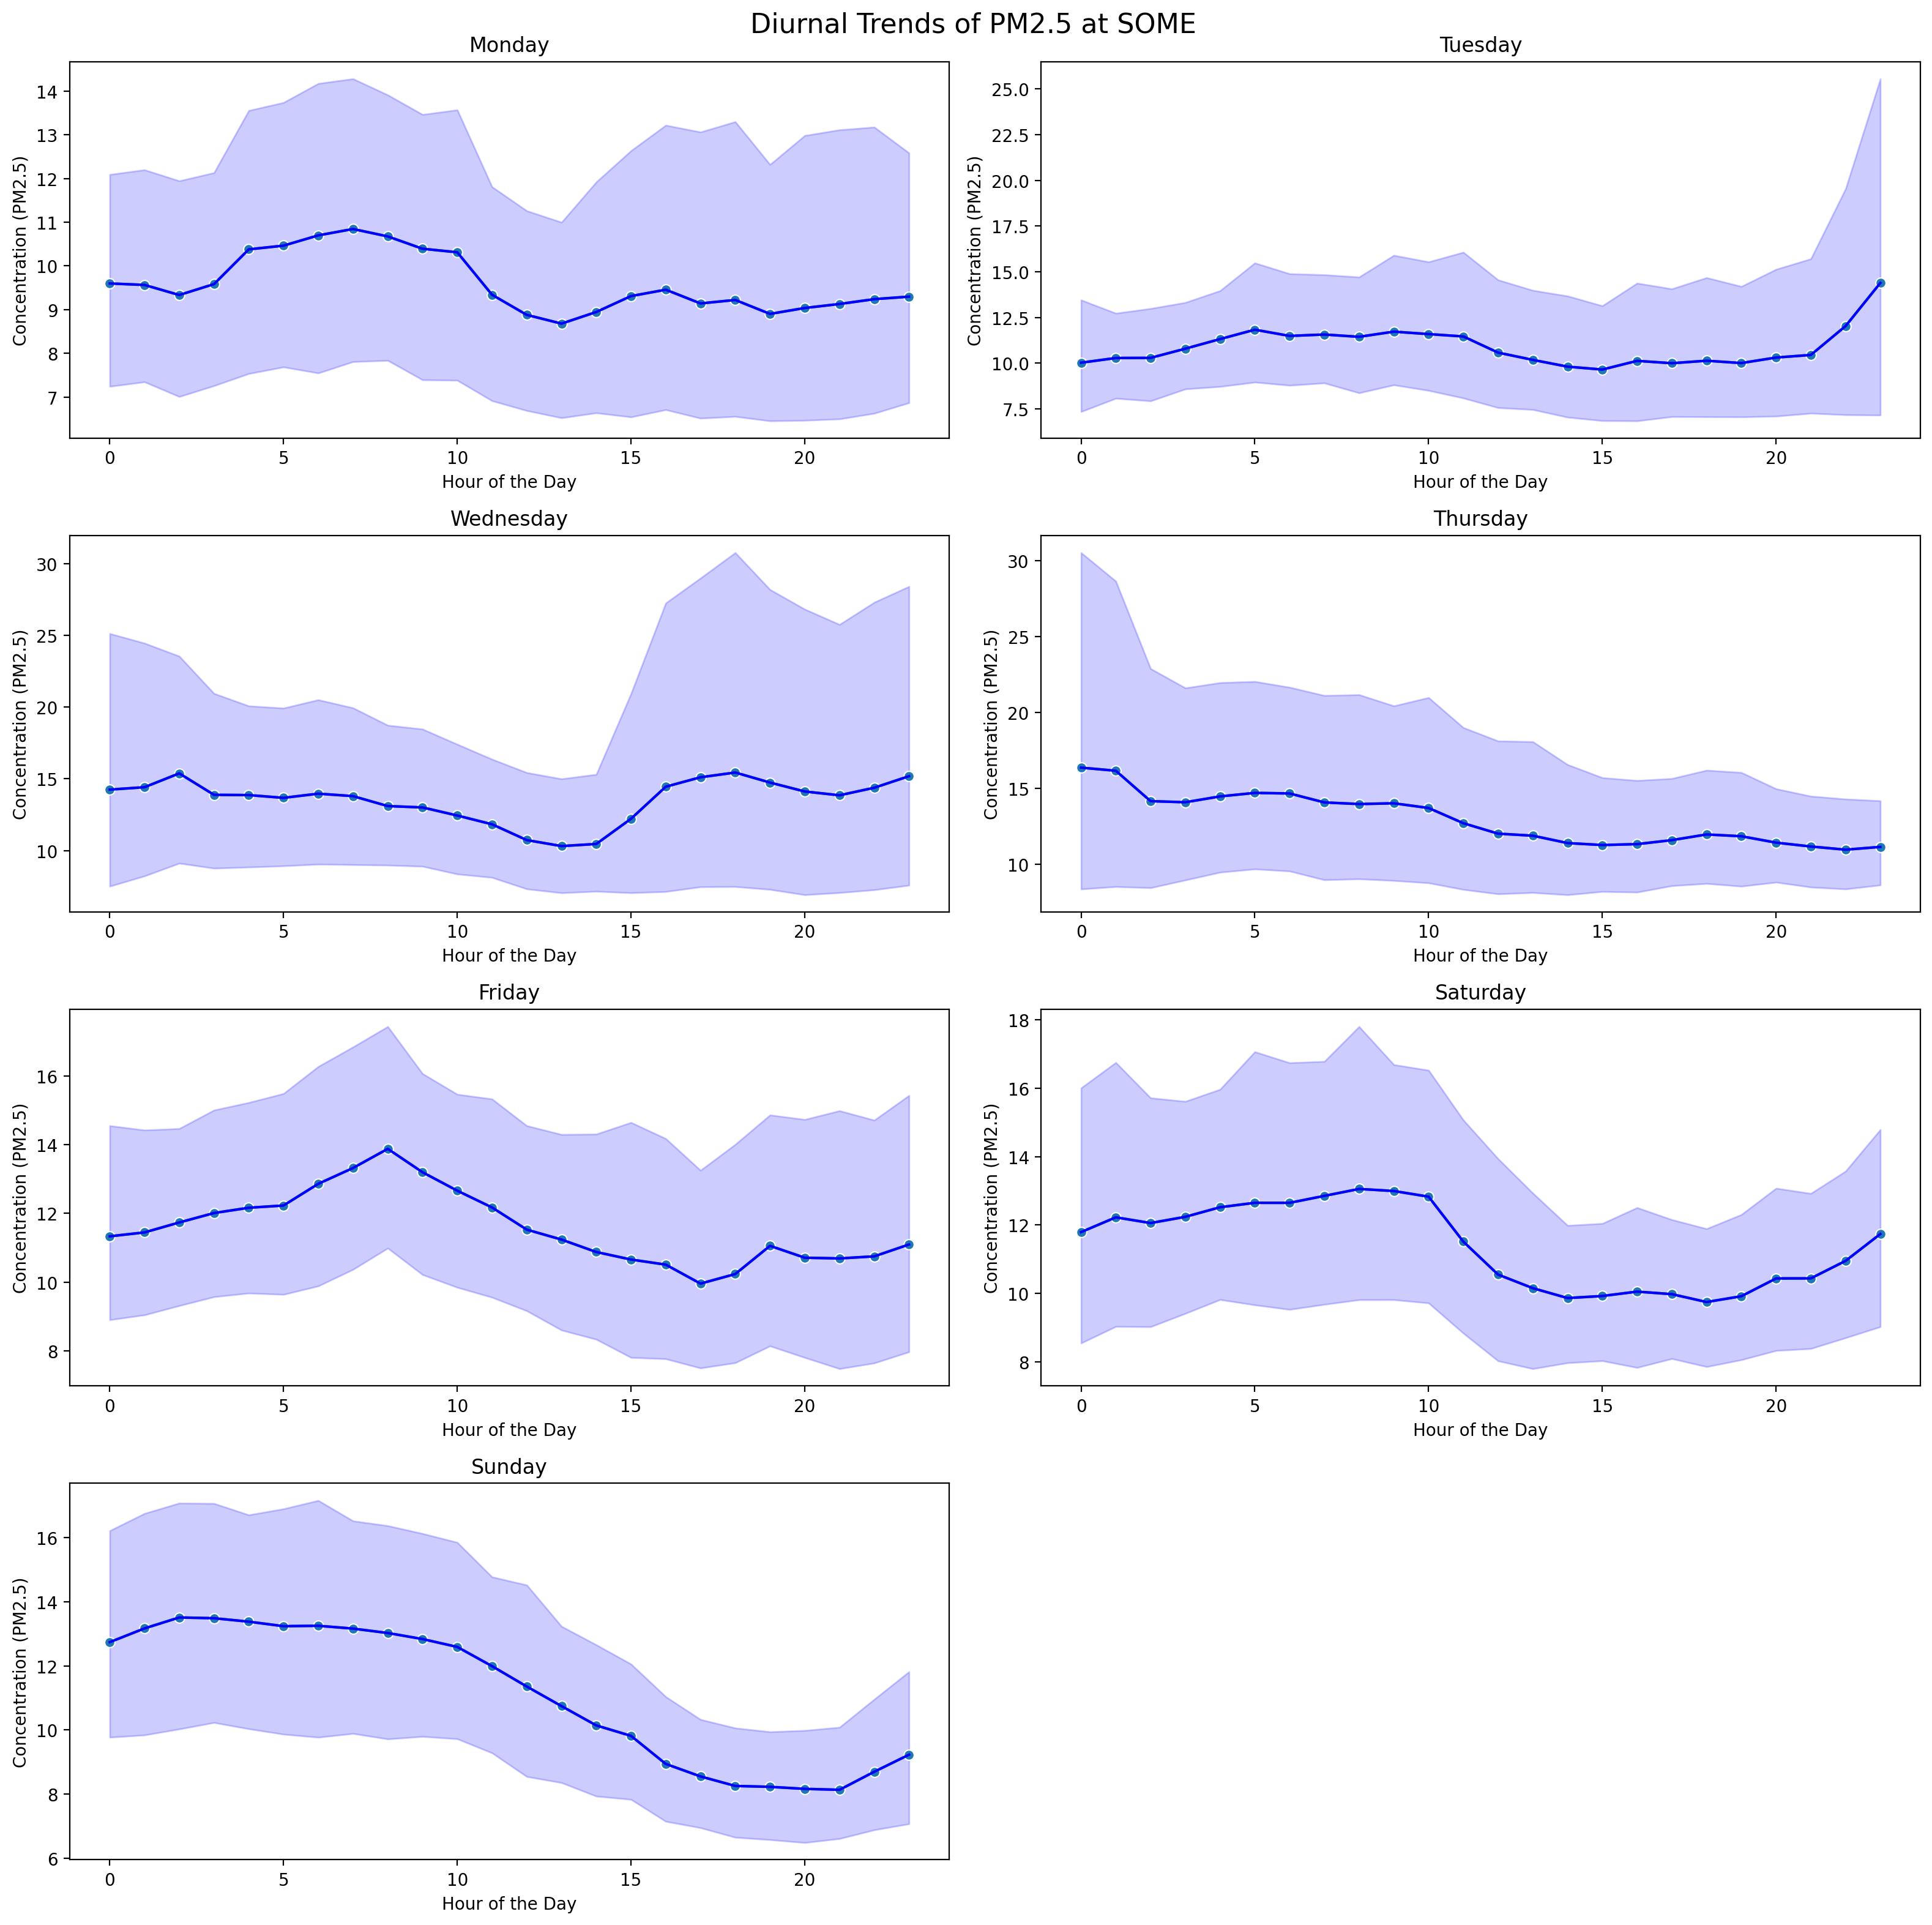 Diurnal Trends of PM2.5 at SOME
Monday
Concentration (PM2.5)
14
13
12
11
10
9
8
7
0 5 10 15 20
Hour of the Day
Tuesday
Concentration (PM2.5)
25.0
22.5
20.0
17.5
15.0
12.5
10.0
7.5
0 5 10 15 20
Hour of the Day
Wednesday
Concentration (PM2.5)
30
25
20
15
10
0 5 10 15 20
Hour of the Day
Thursday
Concentration (PM2.5)
30
25
20
15
10
0 5 10 15 20
Hour of the Day
Friday
Concentration (PM2.5)
16
14
12
10
8
0 5 10 15 20
Hour of the Day
Saturday
Concentration (PM2.5)
18
16
14
12
10
8
0 5 10 15 20
Hour of the Day
Sunday
Concentration (PM2.5)
16
14
12
10
8
6
0 5 10 15 20
Hour of the Day